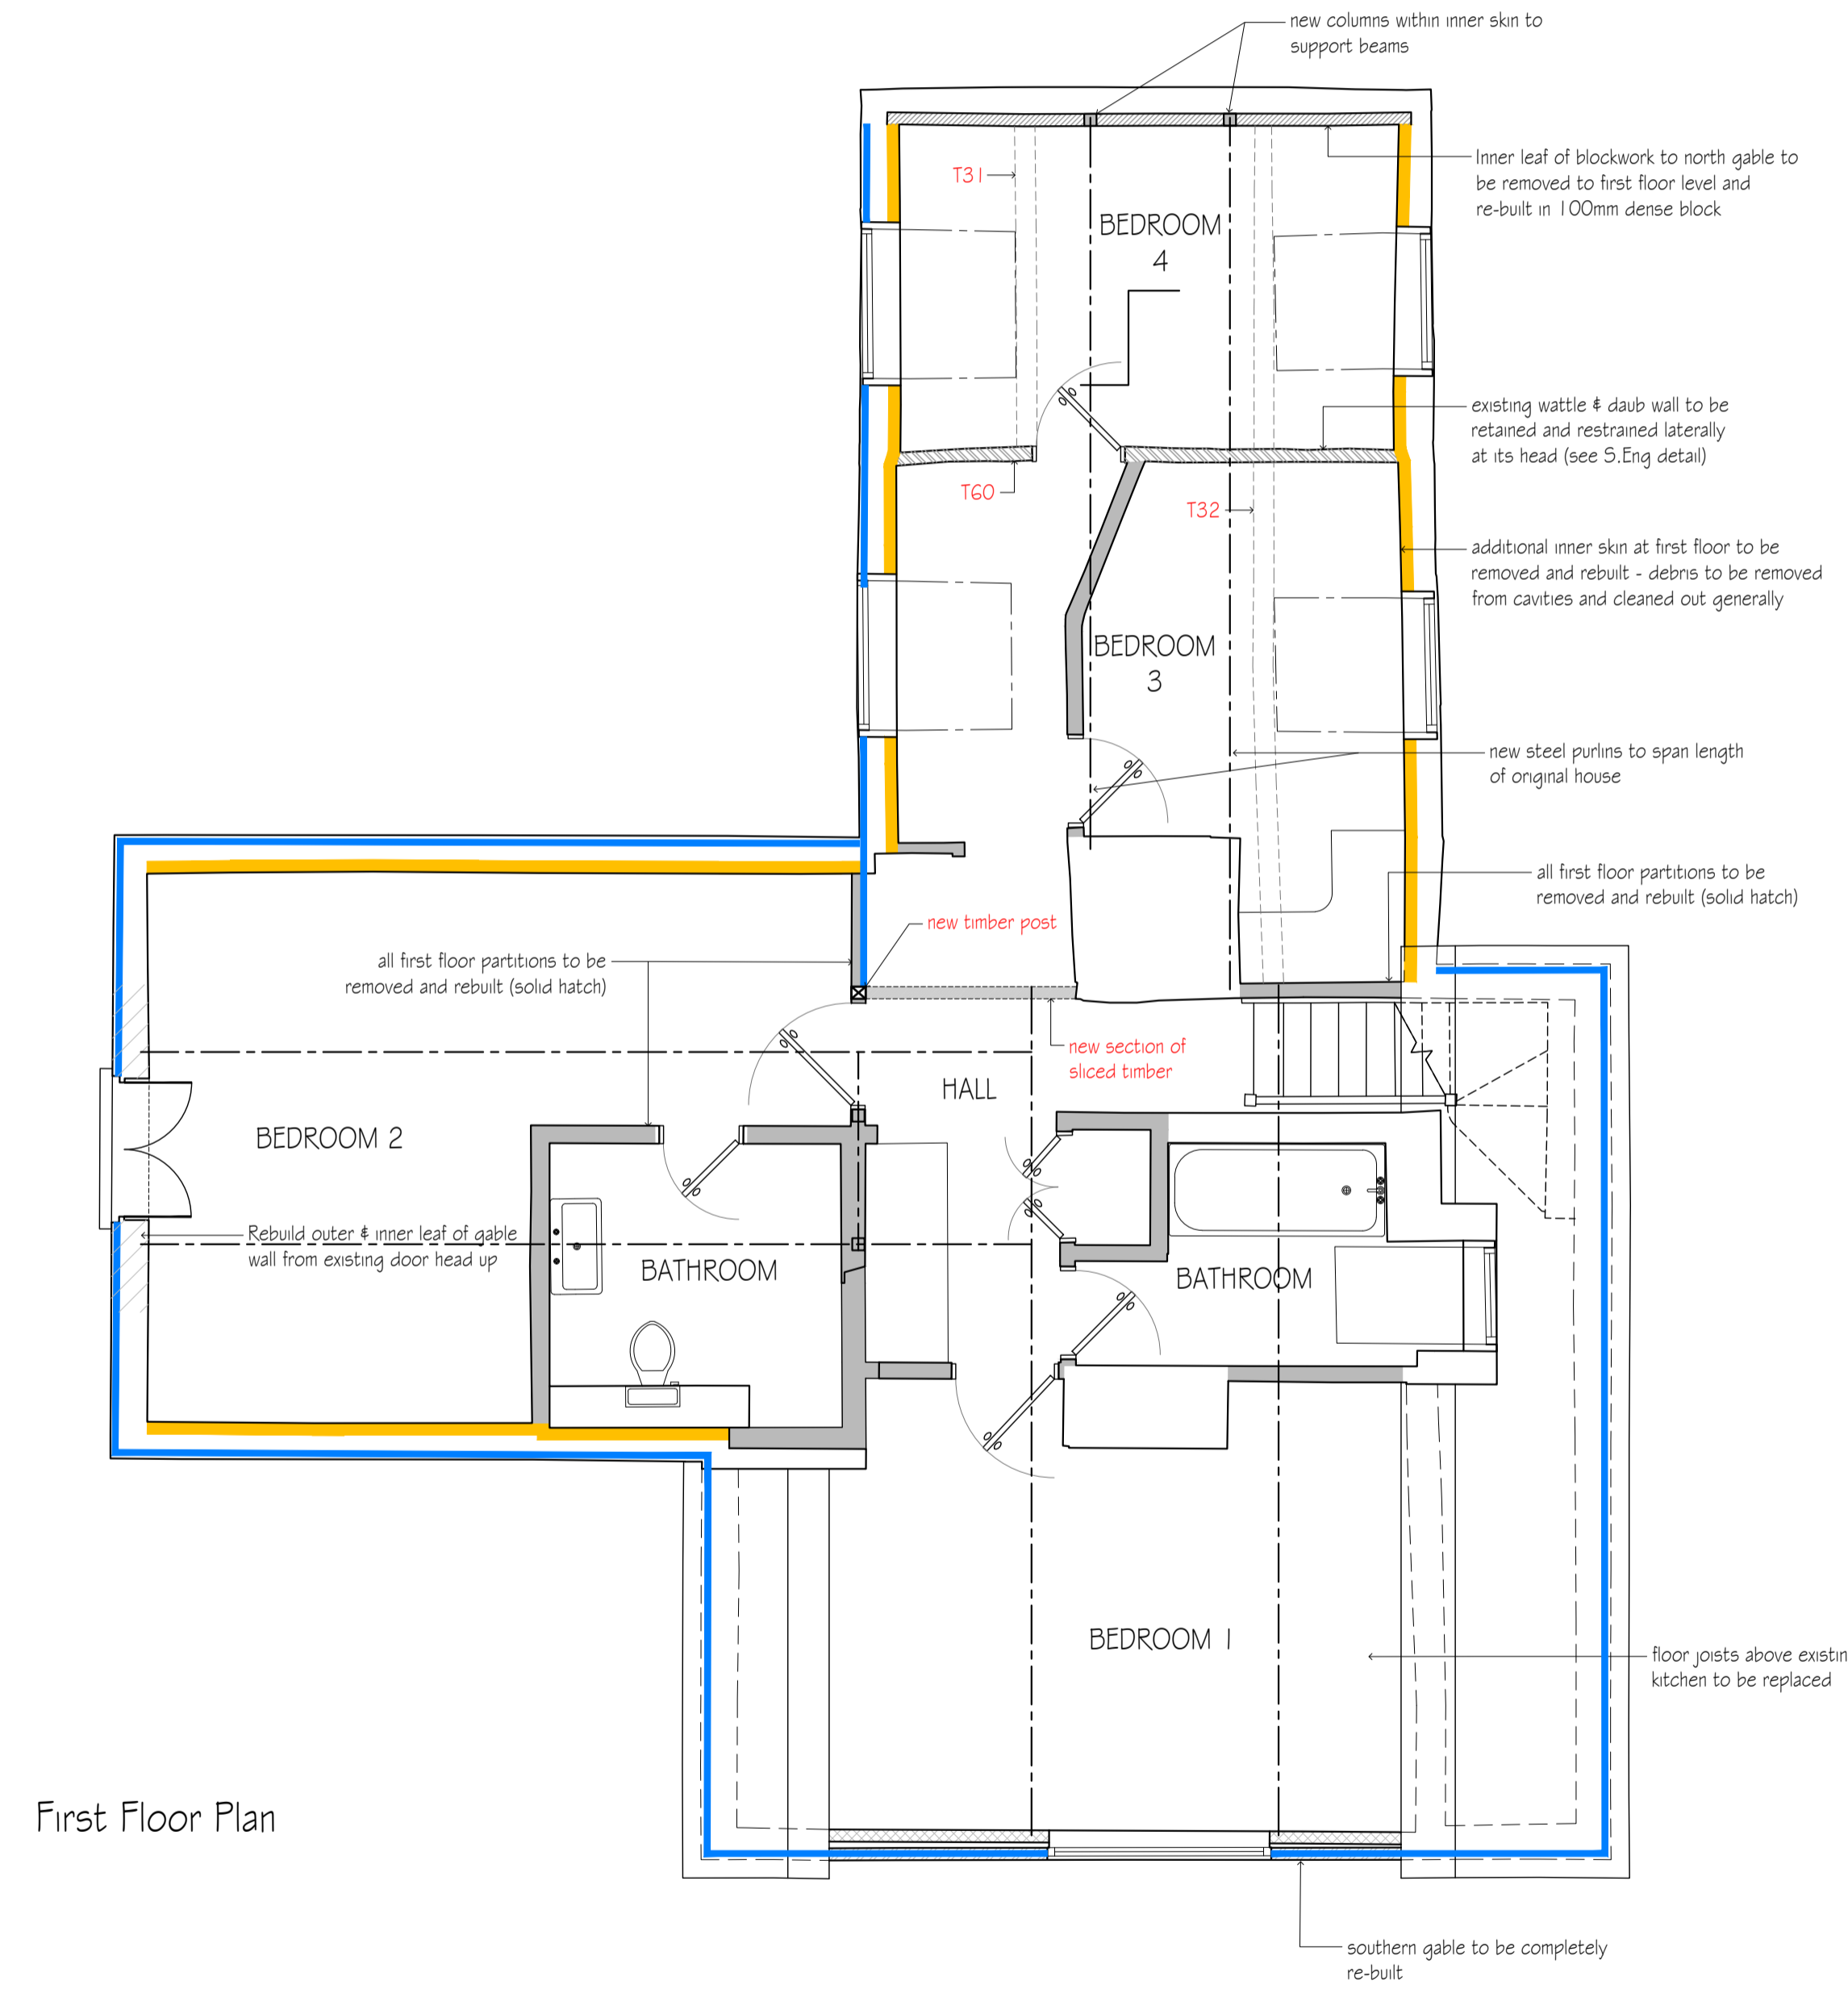 new columns within inner skin to
support beams
Inner leaf of blockwork to north gable to
be removed to first floor level and
re-built in 100mm dense block
T31
BEDROOM
4
existing wattle & daub wall to be
retained and restrained laterally
at its head (see S.Eng detail)
T60
T32
additional inner skin at first floor to be
removed and rebuilt - debris to be removed
from cavities and cleaned out generally
BEDROOM
3
new steel purlins to span length
of original house
all first floor partitions to be
removed and rebuilt (solid hatch)
new timber post
all first floor partitions to be
removed and rebuilt (solid hatch)
new section of
sliced timber
HALL
BEDROOM 2
Rebuild outer & inner leaf of gable
wall from existing door head up
BATHROOM
BATHROOM
BEDROOM 1
floor joists above existin
kitchen to be replaced
First Floor Plan
southern gable to be completely
re-built